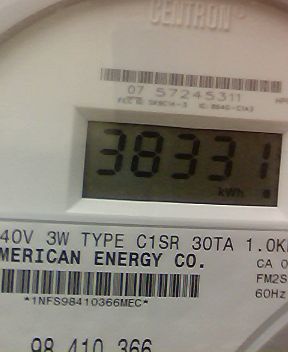 CENTRON®
07 57245311
38331
kWh
40V 3W TYPE C1SR 30TA 1.0K
MERICAN ENERGY CO.
CA 0
FM2S
60Hz
*1NFS98410366MEC*
98 410 366